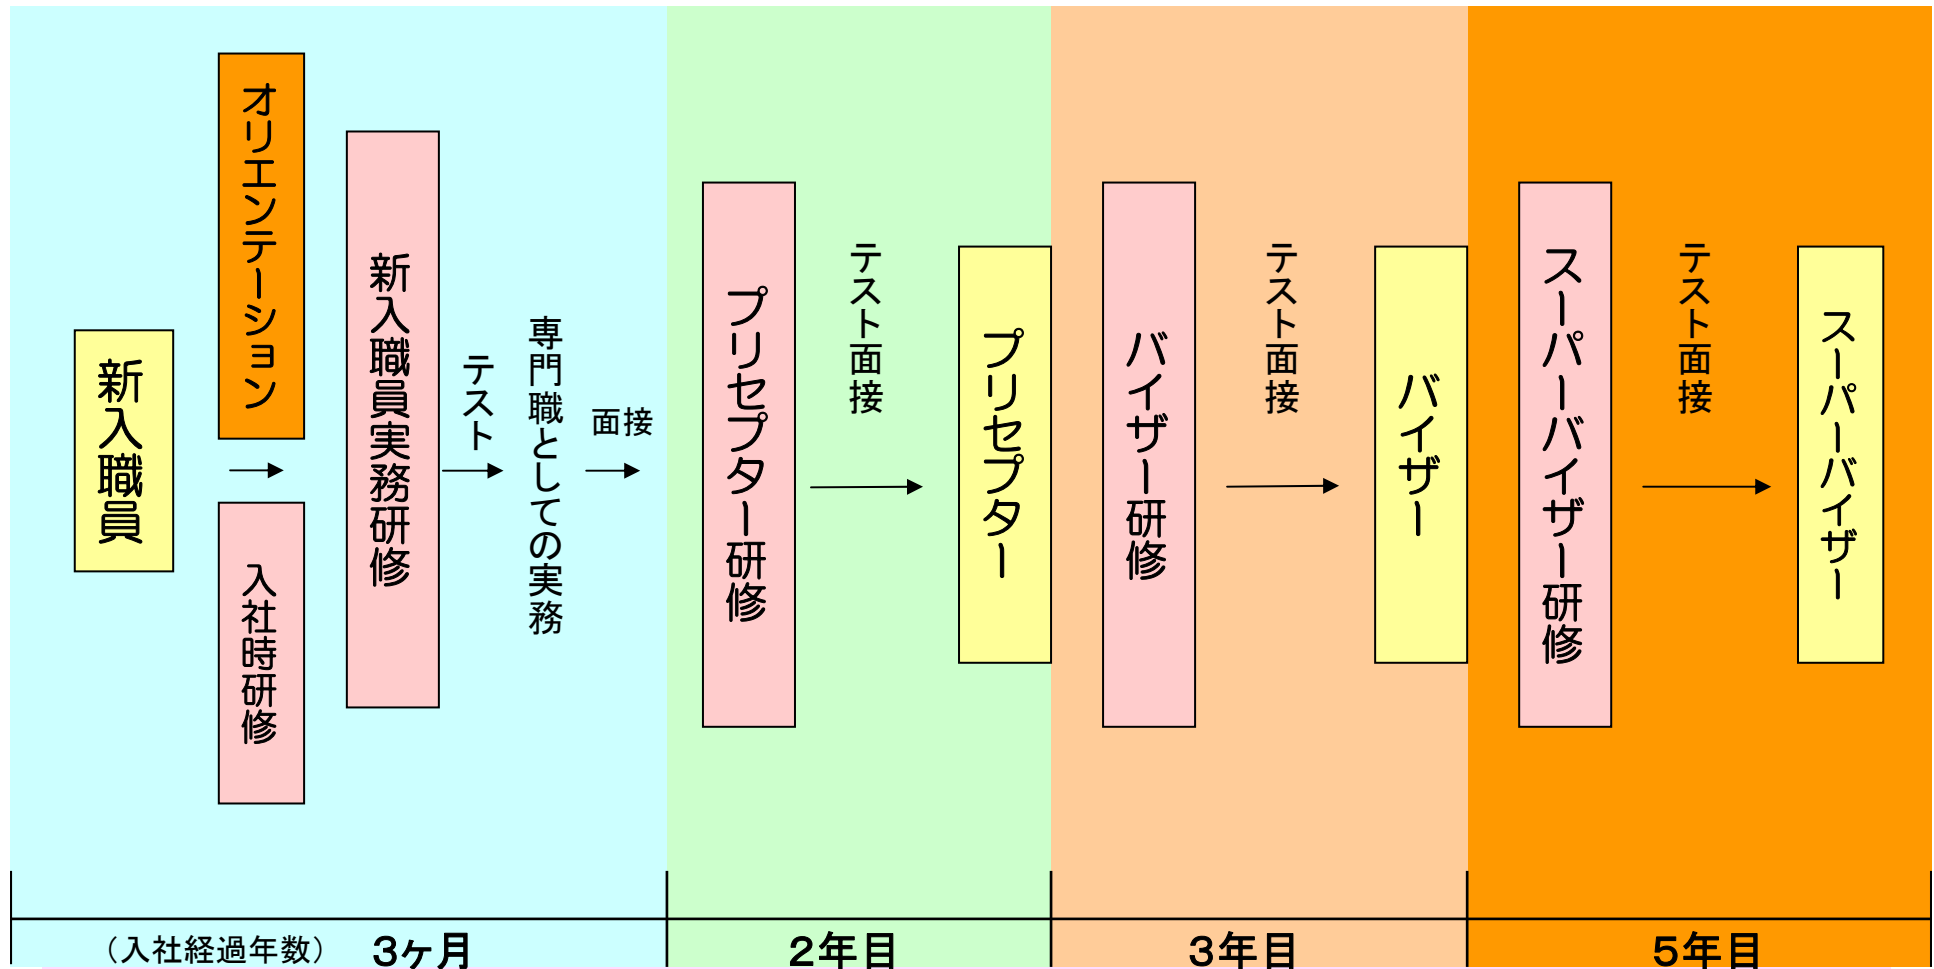 新入職員
オリエンテーション
入社時研修
新入職員実務研修
テスト
専門職としての実務
面接
プリセプター研修
テスト面接
プリセプター
バイザー研修
テスト面接
バイザー
スーパーバイザー研修
テスト面接
スーパーバイザー
（入社経過年数）
3ヶ月
2年目
3年目
5年目